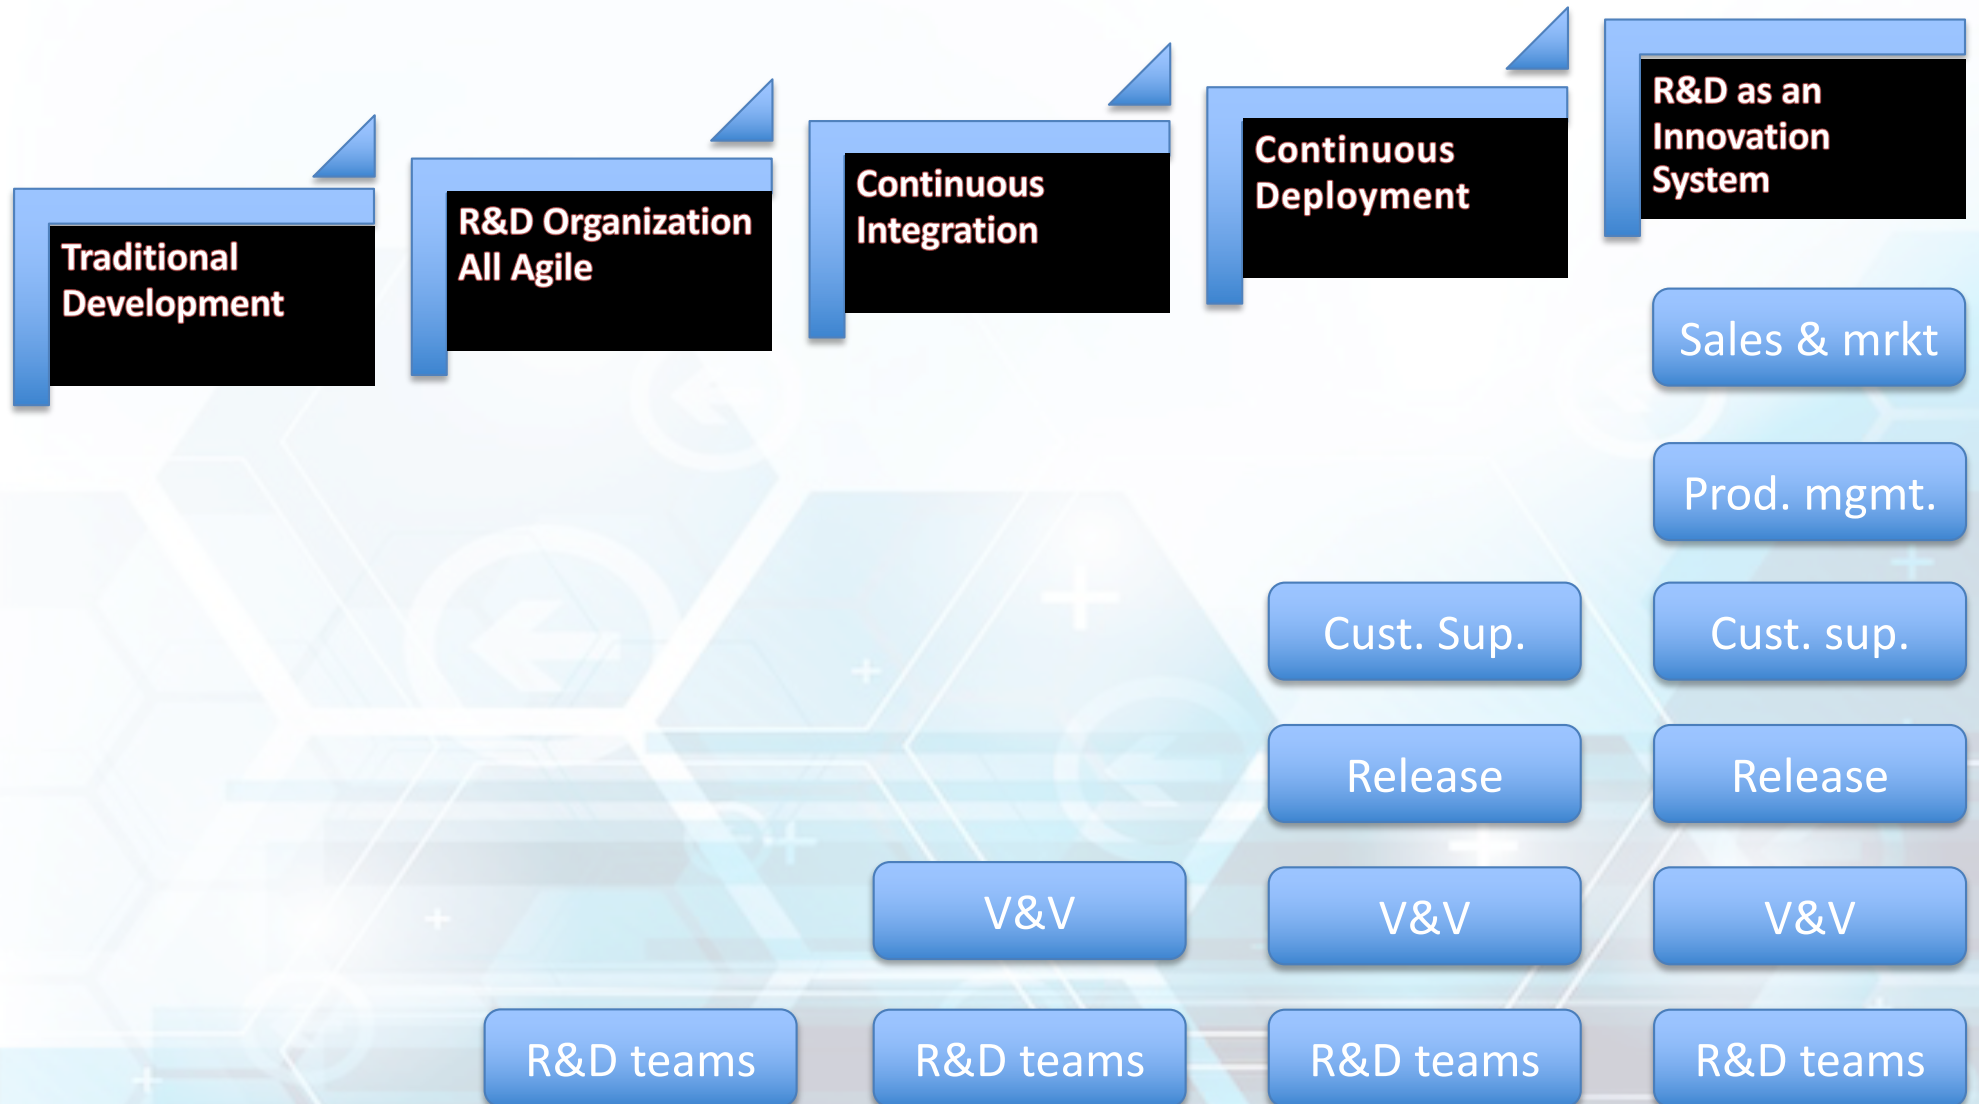 Traditional
Development
R&D Organization
All Agile
Continuous
Integration
Continuous
Deployment
R&D as an
Innovation
System
Sales & mrkt
Prod. mgmt.
Cust. Sup.
Cust. sup.
Release
Release
V&V
V&V
V&V
R&D teams
R&D teams
R&D teams
R&D teams